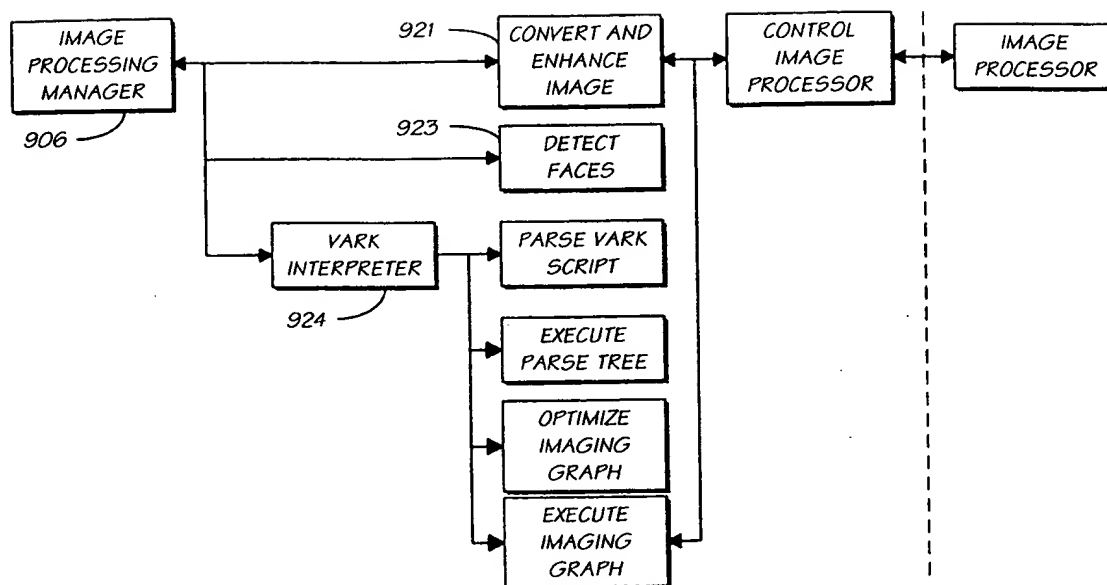 IMAGE
PROCESSING
MANAGER
906
921
CONVERT AND
ENHANCE
IMAGE
CONTROL
IMAGE
PROCESSOR
IMAGE
PROCESSOR
923
DETECT
FACES
VARK
INTERPRETER
924
PARSE VARK
SCRIPT
EXECUTE
PARSE TREE
OPTIMIZE
IMAGING
GRAPH
EXECUTE
IMAGING
GRAPH